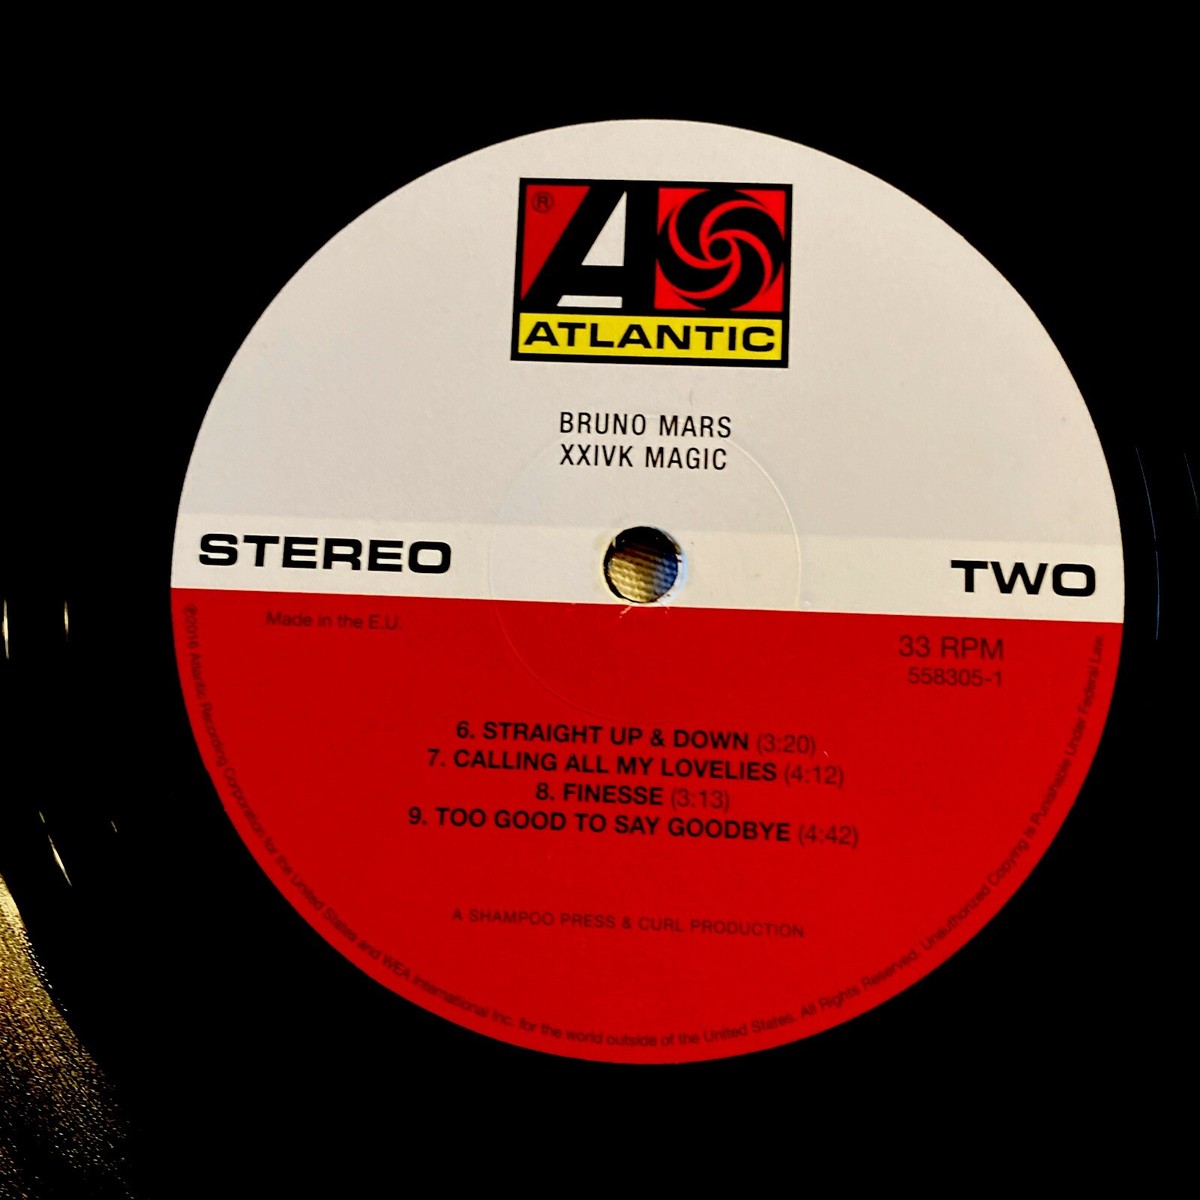 ®
A
ATLANTIC
BRUNO MARS
XXIVK MAGIC
STEREO
TWO
Made in the E.U.
33 RPM
558305-1
6. STRAIGHT UP & DOWN (3:20)
7. CALLING ALL MY LOVELIES (4:12)
8. FINESSE (3:13)
9. TOO GOOD TO SAY GOODBYE (4:42)
A SHAMPOO PRESS & CURL PRODUCTION
℗2016 Atlantic Recording Corporation for the United States and WEA International Inc. for the world outside of the United States. All Rights Reserved. Unauthorized Copying is Punishable Under Federal Law.